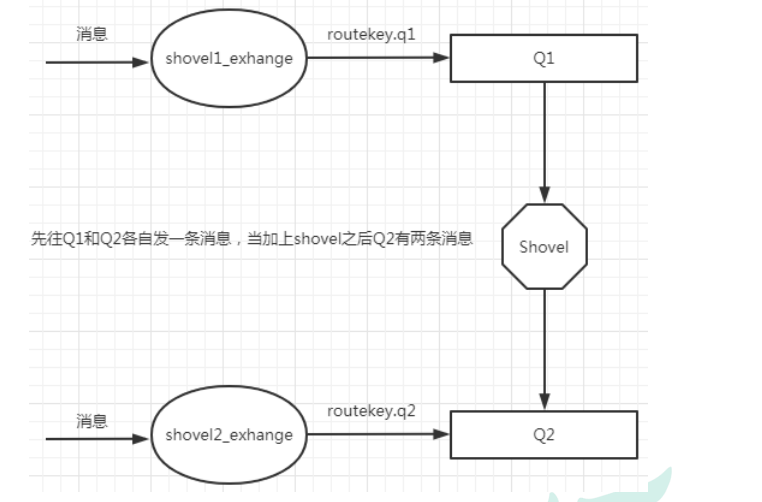 消息
shovel1_exhange
routekey.q1
Q1
先往Q1和Q2各自发一条消息，当加上shovel之后Q2有两条消息
Shovel
消息
shovel2_exhange
routekey.q2
Q2